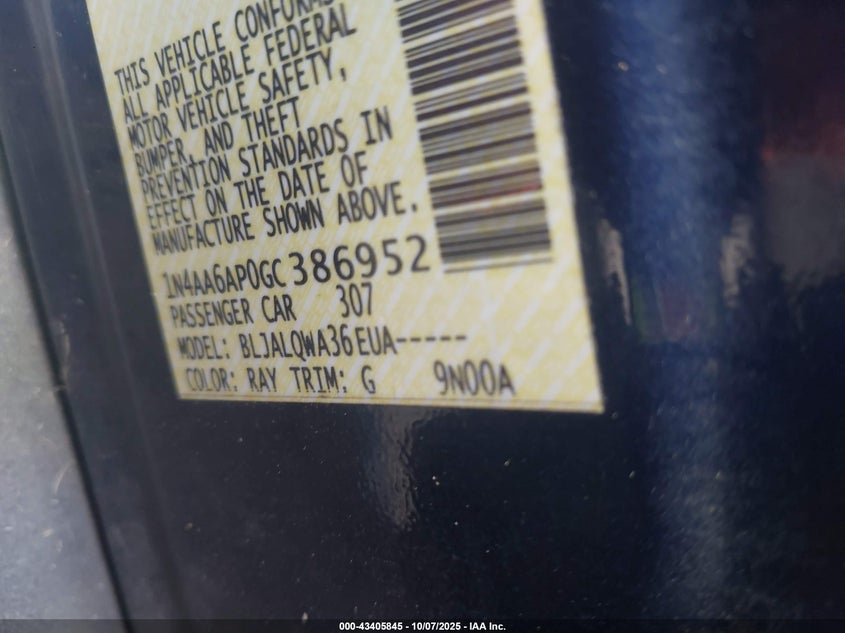 THIS VEHICLE CONFORMS
ALL APPLICABLE FEDERAL
MOTOR VEHICLE SAFETY,
BUMPER, AND THEFT
PREVENTION STANDARDS IN
EFFECT ON THE DATE OF
MANUFACTURE SHOWN ABOVE.
1N4AA6AP0GC386952
PASSENGER CAR 307
MODEL: BLJALQWA36EUA-----
COLOR: RAY TRIM: G 9N00A
000-43405845 - 10/07/2025 - IAA Inc.